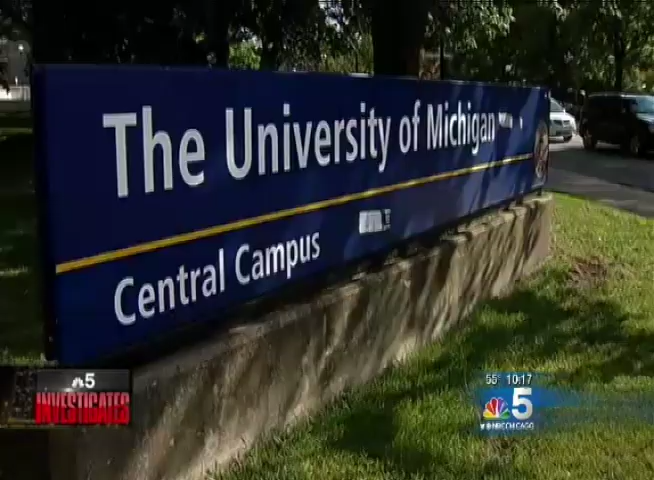 The University of Michigan
Central Campus
5
INVESTIGATES
55° 10:17
5
NBCCHICAGO